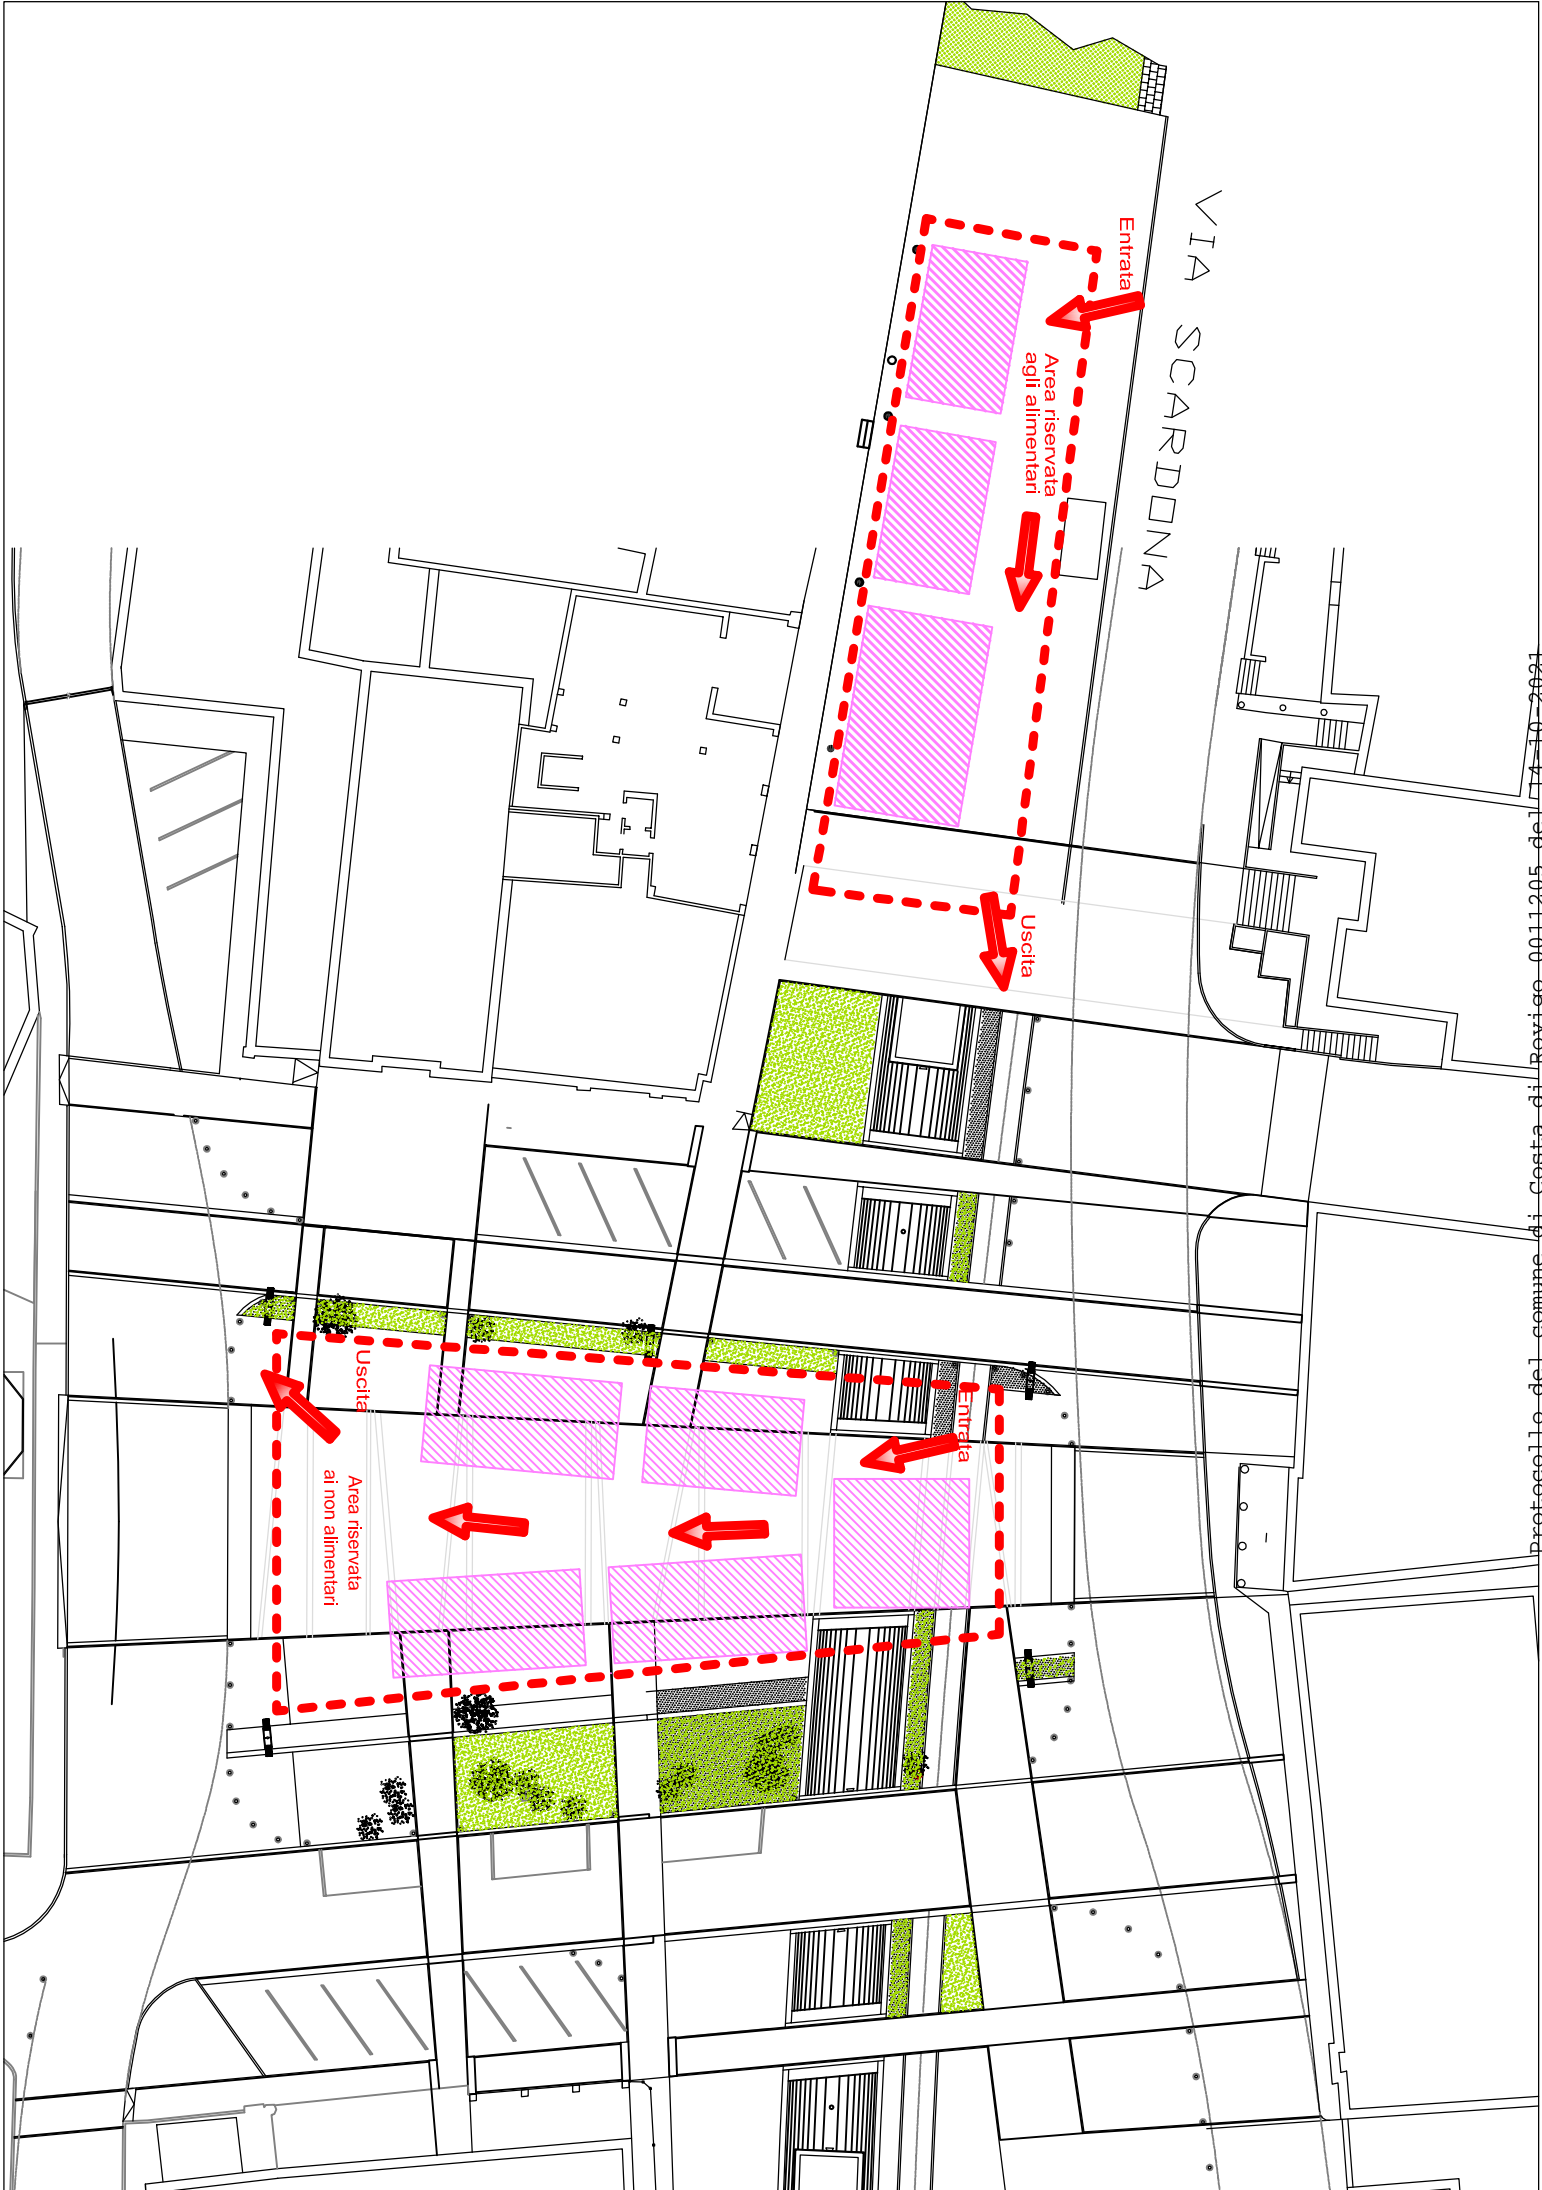 VIA SCARDONA
Entrata
Area riservata
agli alimentari
Uscita
Entrata
Uscita
Area riservata
ai non alimentari
Protocollo del comune di Costa di Rovigo 0011205 del 14-10-2021